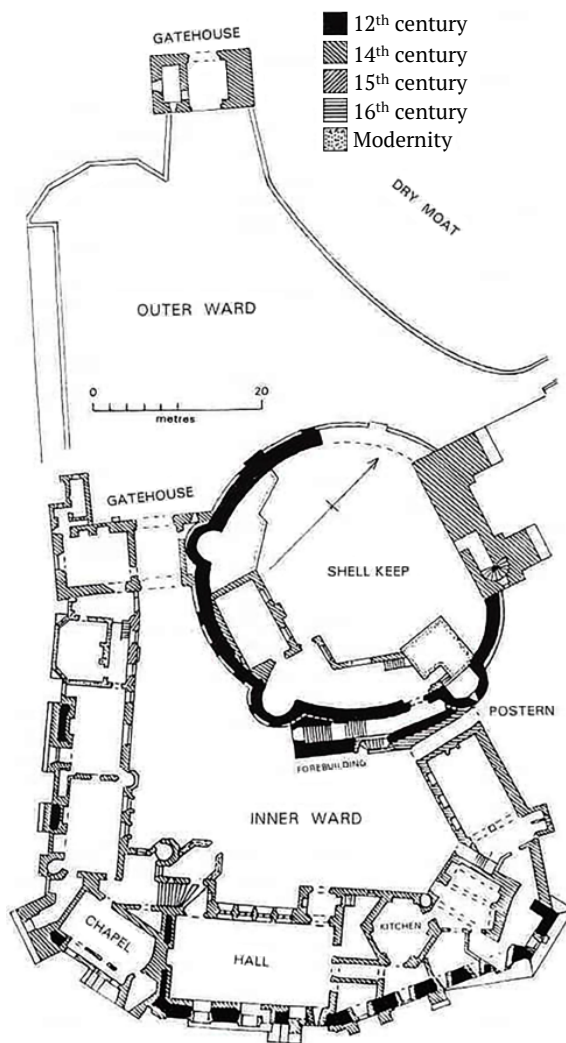 GATEHOUSE
12th century
14th century
15th century
16th century
Modernity
DRY MOAT
OUTER WARD
0 20
metres
GATEHOUSE
SHELL KEEP
POSTERN
FOREBUILDING
INNER WARD
CHAPEL
HALL
KITCHEN